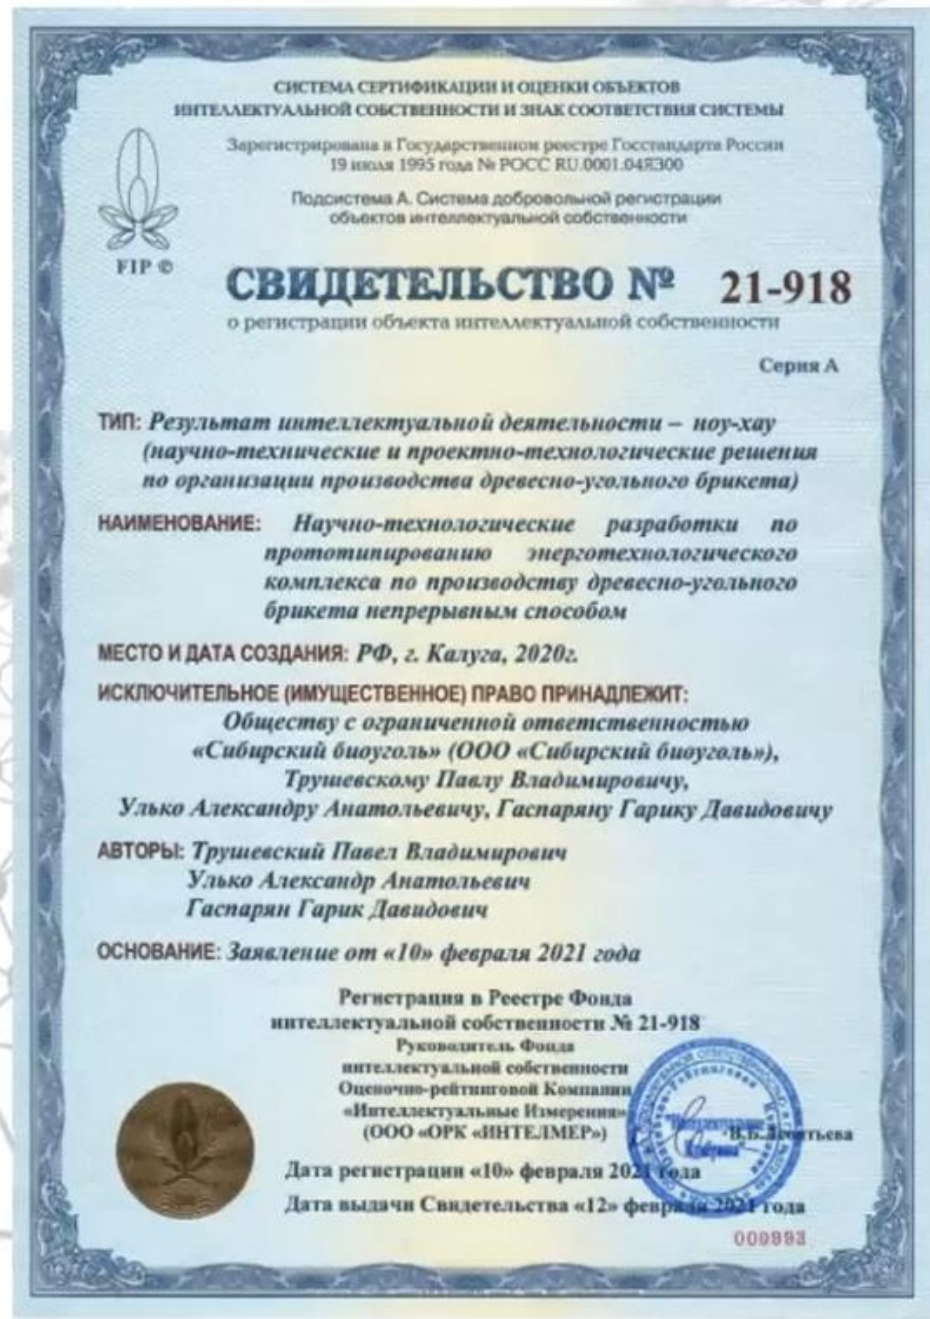 СИСТЕМА СЕРТИФИКАЦИИ И ОЦЕНКИ ОБЪЕКТОВ
ИНТЕЛЛЕКТУАЛЬНОЙ СОБСТВЕННОСТИ И ЗНАК СООТВЕТСТВИЯ СИСТЕМЫ
Зарегистрирована в Государственном реестре Госстандарта России
19 июля 1995 года № РОСС RU.0001.04ЯЗ00
Подсистема А. Система добровольной регистрации
объектов интеллектуальной собственности
FIP ©
СВИДЕТЕЛЬСТВО № 21-918
о регистрации объекта интеллектуальной собственности
Серия А
ТИП: Результат интеллектуальной деятельности – ноу-хау
(научно-технические и проектно-технологические решения
по организации производства древесно-угольного брикета)
НАИМЕНОВАНИЕ: Научно-технологические разработки по
прототипированию энерготехнологического
комплекса по производству древесно-угольного
брикета непрерывным способом
МЕСТО И ДАТА СОЗДАНИЯ: РФ, г. Калуга, 2020г.
ИСКЛЮЧИТЕЛЬНОЕ (ИМУЩЕСТВЕННОЕ) ПРАВО ПРИНАДЛЕЖИТ:
Обществу с ограниченной ответственностью
«Сибирский биоуголь» (ООО «Сибирский биоуголь»),
Трушевскому Павлу Владимировичу,
Улько Александру Анатольевичу, Гаспаряну Гарику Давидовичу
АВТОРЫ: Трушевский Павел Владимирович
Улько Александр Анатольевич
Гаспарян Гарик Давидович
ОСНОВАНИЕ: Заявление от «10» февраля 2021 года
Регистрация в Реестре Фонда
интеллектуальной собственности № 21-918
Руководитель Фонда
интеллектуальной собственности
Оценочно-рейтинговой Компании
«Интеллектуальные Измерения»
(ООО «ОРК «ИНТЕЛМЕР»)
В.Б. Леонтьева
Дата регистрации «10» февраля 2021 года
Дата выдачи Свидетельства «12» февраля 2021 года
000993